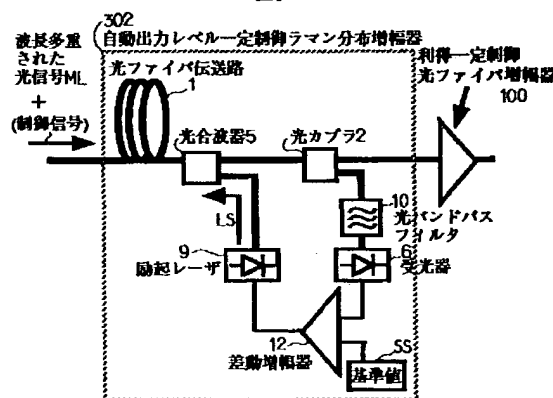 302
自動出力レベル一定制御ラマン分布増幅器
波長多重
された
光信号ML
+
(制御信号)
光ファイバ伝送路
1
利得一定制御
光ファイバ増幅器
100
光合波器5
光カプラ2
10
光バンドパス
フィルタ
LS
9
励起レーザ
6
受光器
12
差動増幅器
SS
基準値